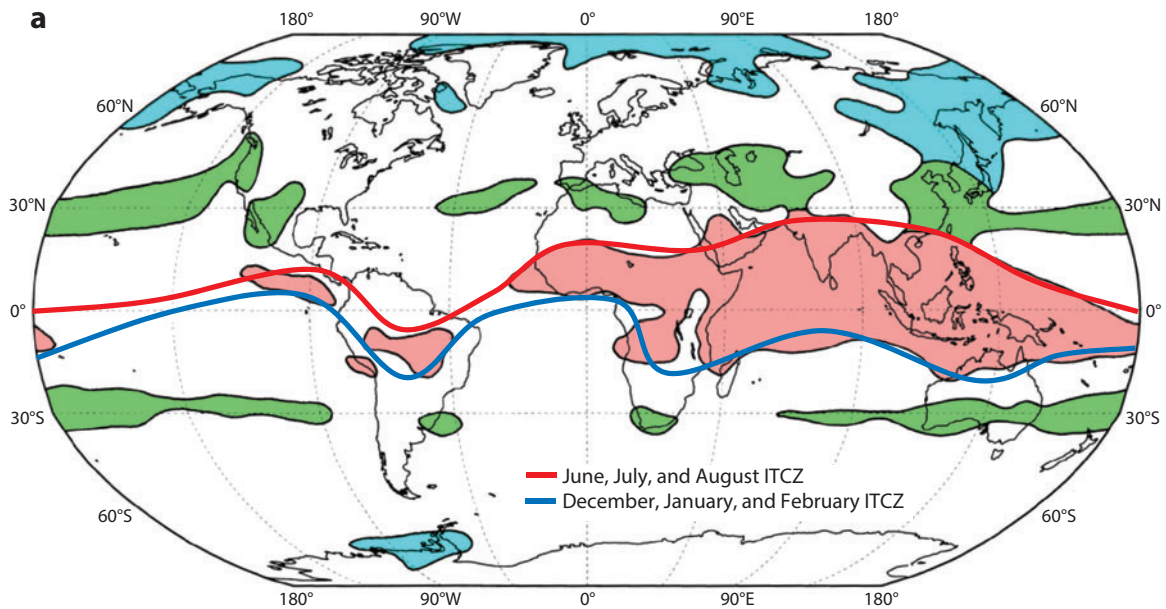 a
180° 90°W 0° 90°E 180°
60°N 60°N
30°N 30°N
0° 0°
30°S 30°S
June, July, and August ITCZ
December, January, and February ITCZ
60°S 60°S
180° 90°W 0° 90°E 180°